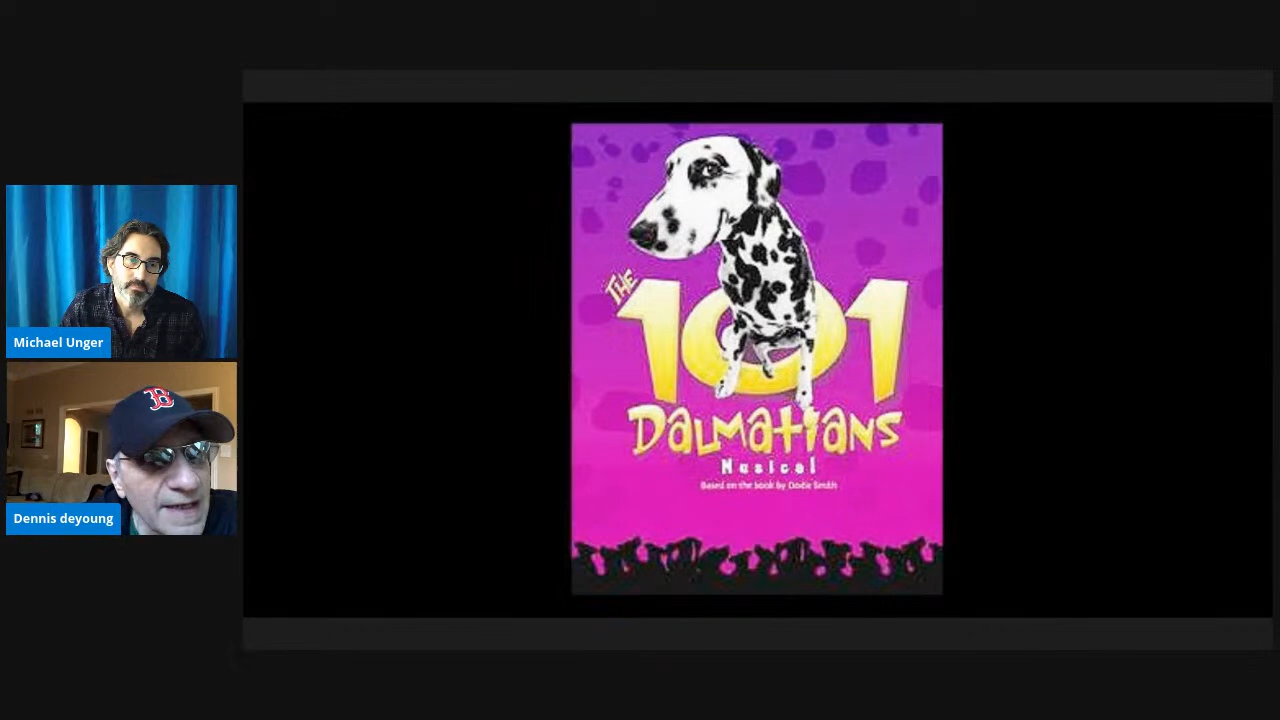 Michael Unger
B
Dennis deyoung
THE
101
DALMATIANS
Musical
Based on the book by Dodie Smith